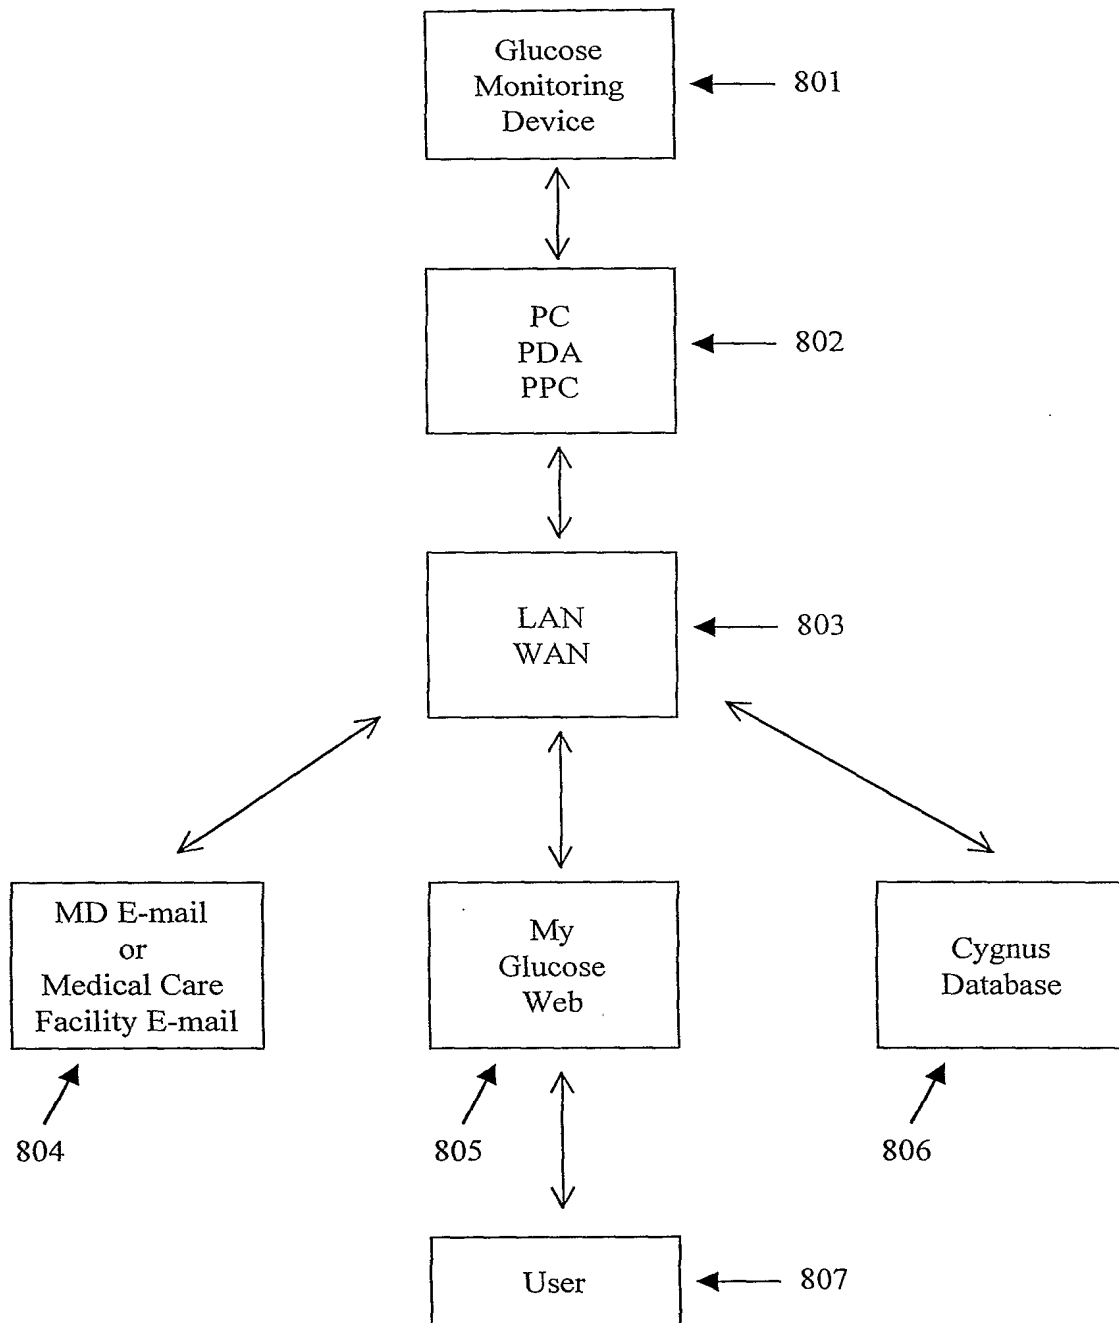 Glucose
Monitoring
Device
801
PC
PDA
PPC
802
LAN
WAN
803
MD E-mail
or
Medical Care
Facility E-mail
804
My
Glucose
Web
805
Cygnus
Database
806
User
807